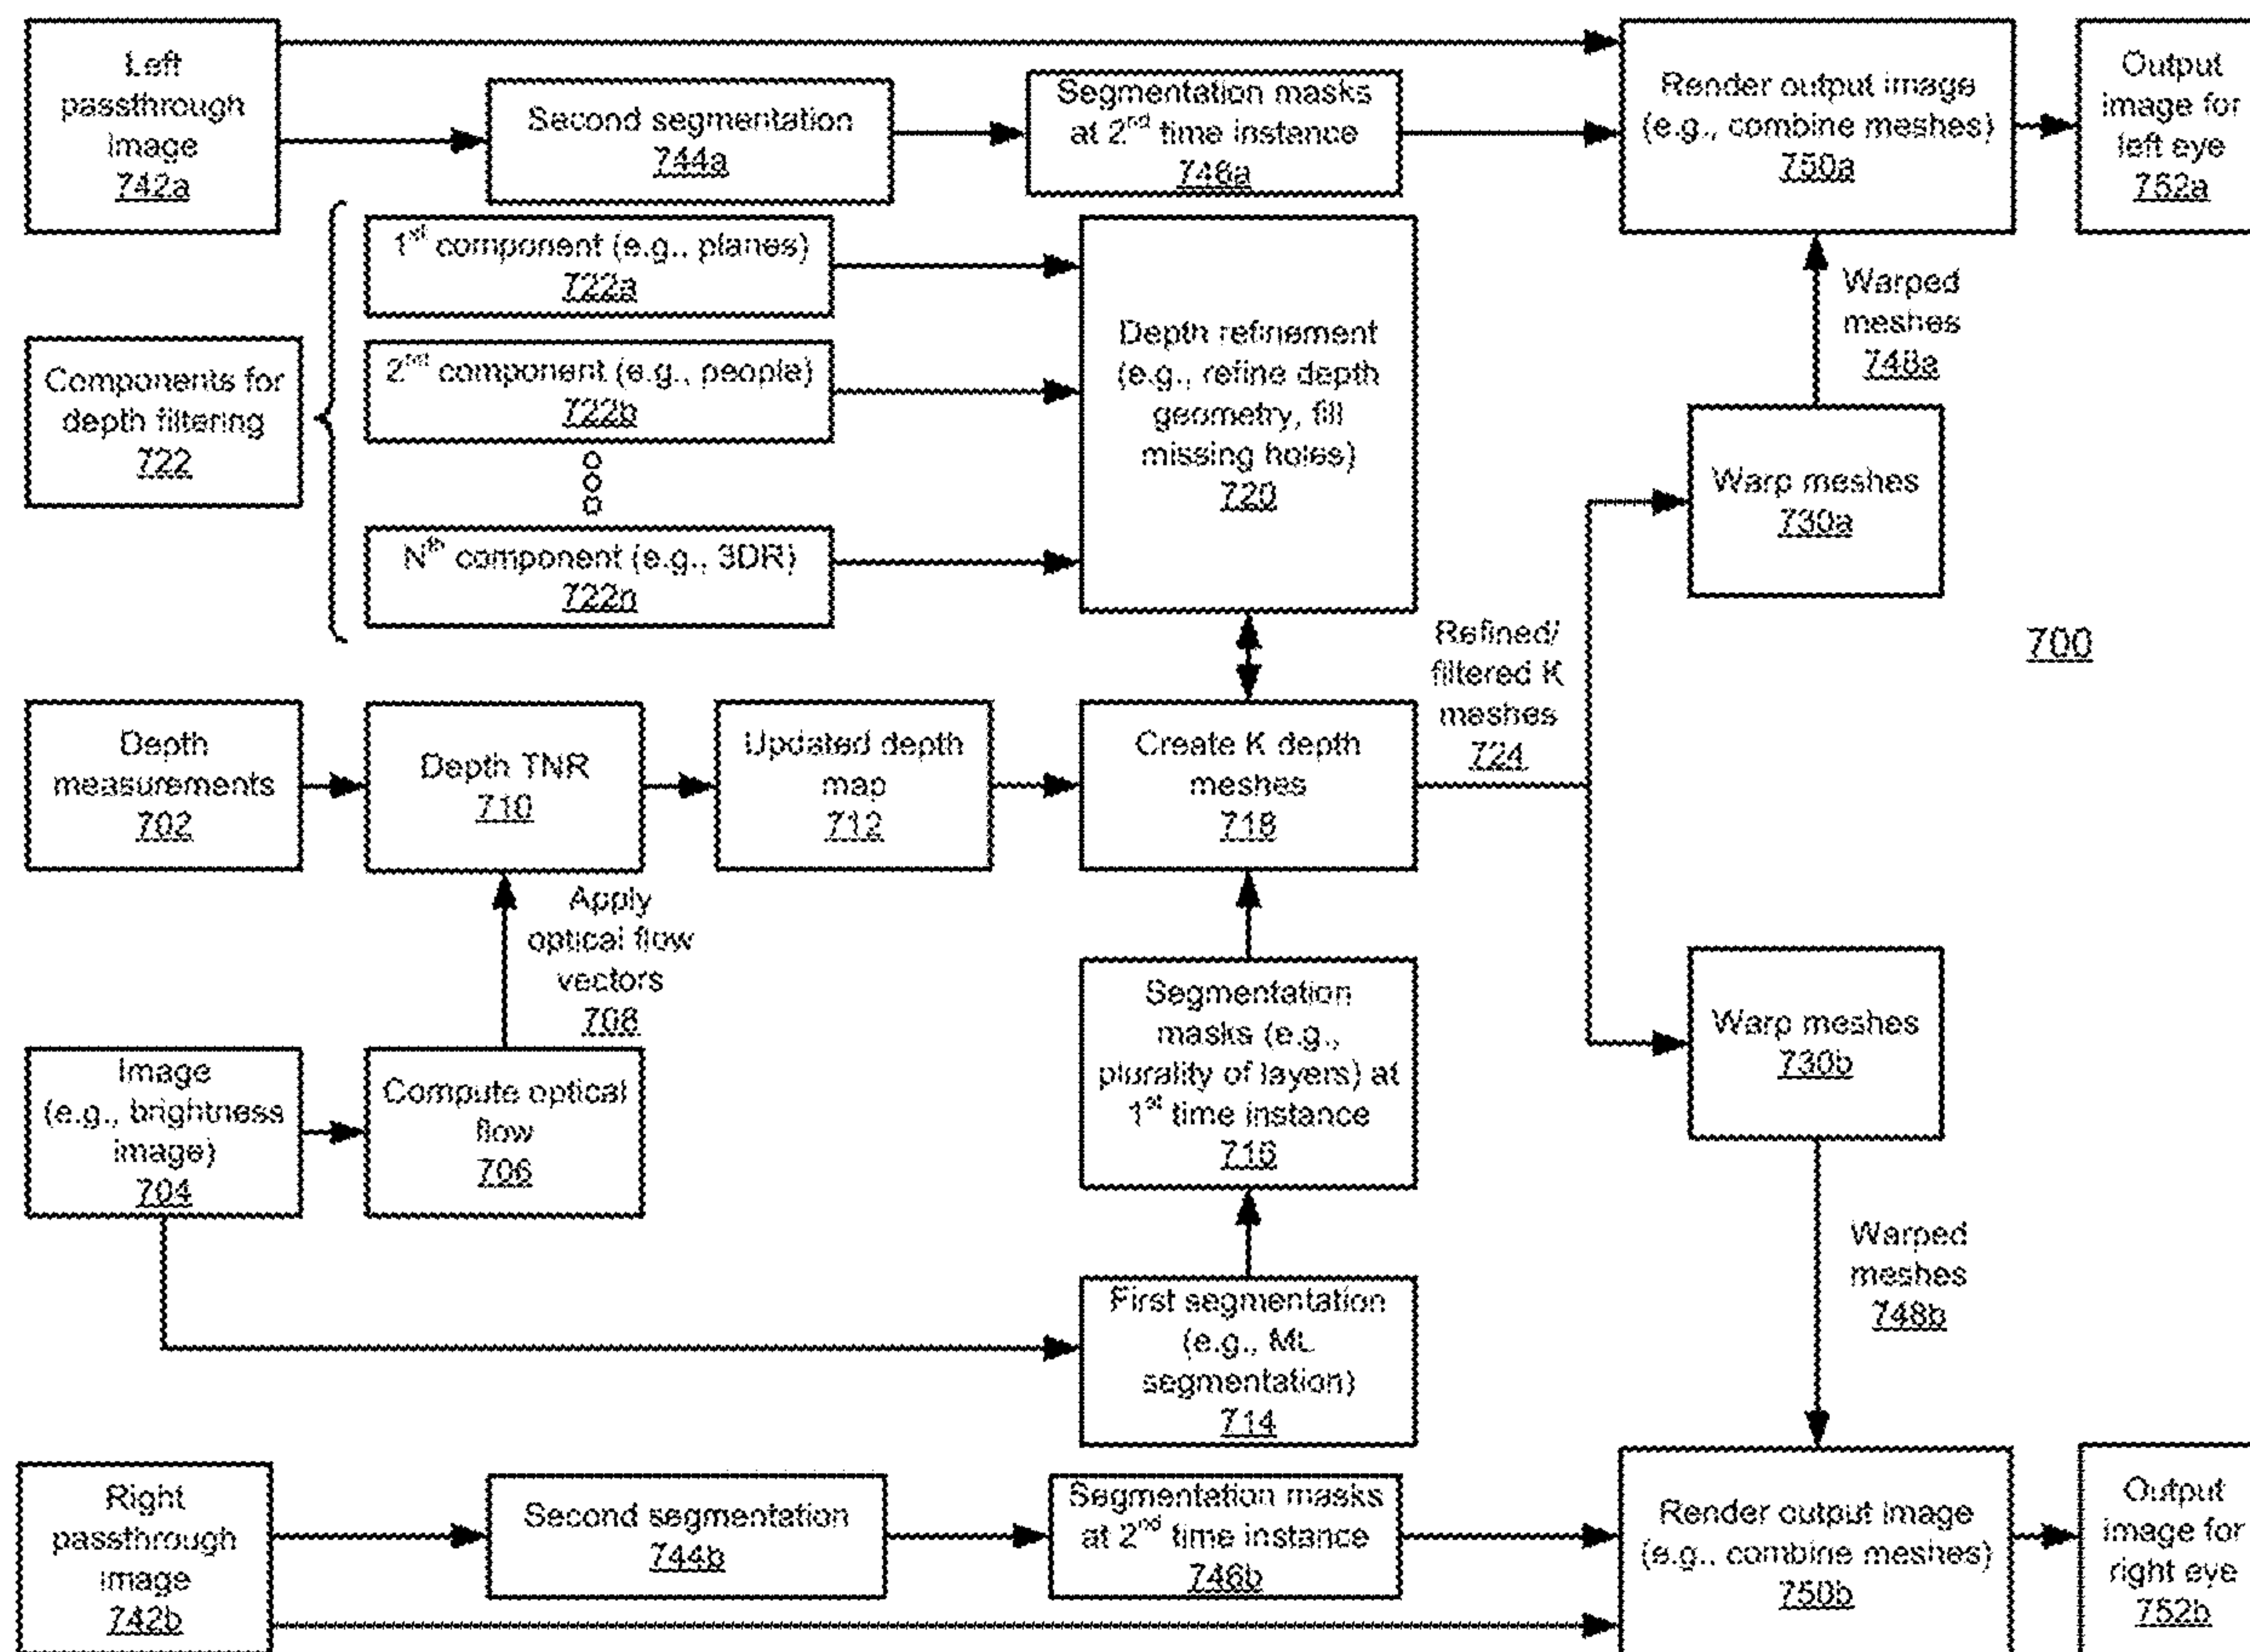 Left
passthrough
image
742a
Second segmentation
744a
Segmentation masks
at 2nd time instance
746a
Render output image
(e.g., combine meshes)
750a
Output
image for
left eye
752a
Components for
depth filtering
722
1st component (e.g., planes)
722a
2nd component (e.g., people)
722b
Nth component (e.g., 3DR)
722n
Depth refinement
(e.g., refine depth
geometry, fill
missing holes)
720
Warped
meshes
748a
Warp meshes
730a
700
Depth
measurements
702
Depth TNR
710
Updated depth
map
712
Create K depth
meshes
718
Refined/
filtered K
meshes
724
Apply
optical flow
vectors
708
Image
(e.g., brightness
image)
704
Compute optical
flow
706
Segmentation
masks (e.g.,
plurality of layers) at
1st time instance
716
Warp meshes
730b
First segmentation
(e.g., ML
segmentation)
714
Warped
meshes
748b
Right
passthrough
image
742b
Second segmentation
744b
Segmentation masks
at 2nd time instance
746b
Render output image
(e.g., combine meshes)
750b
Output
image for
right eye
752b